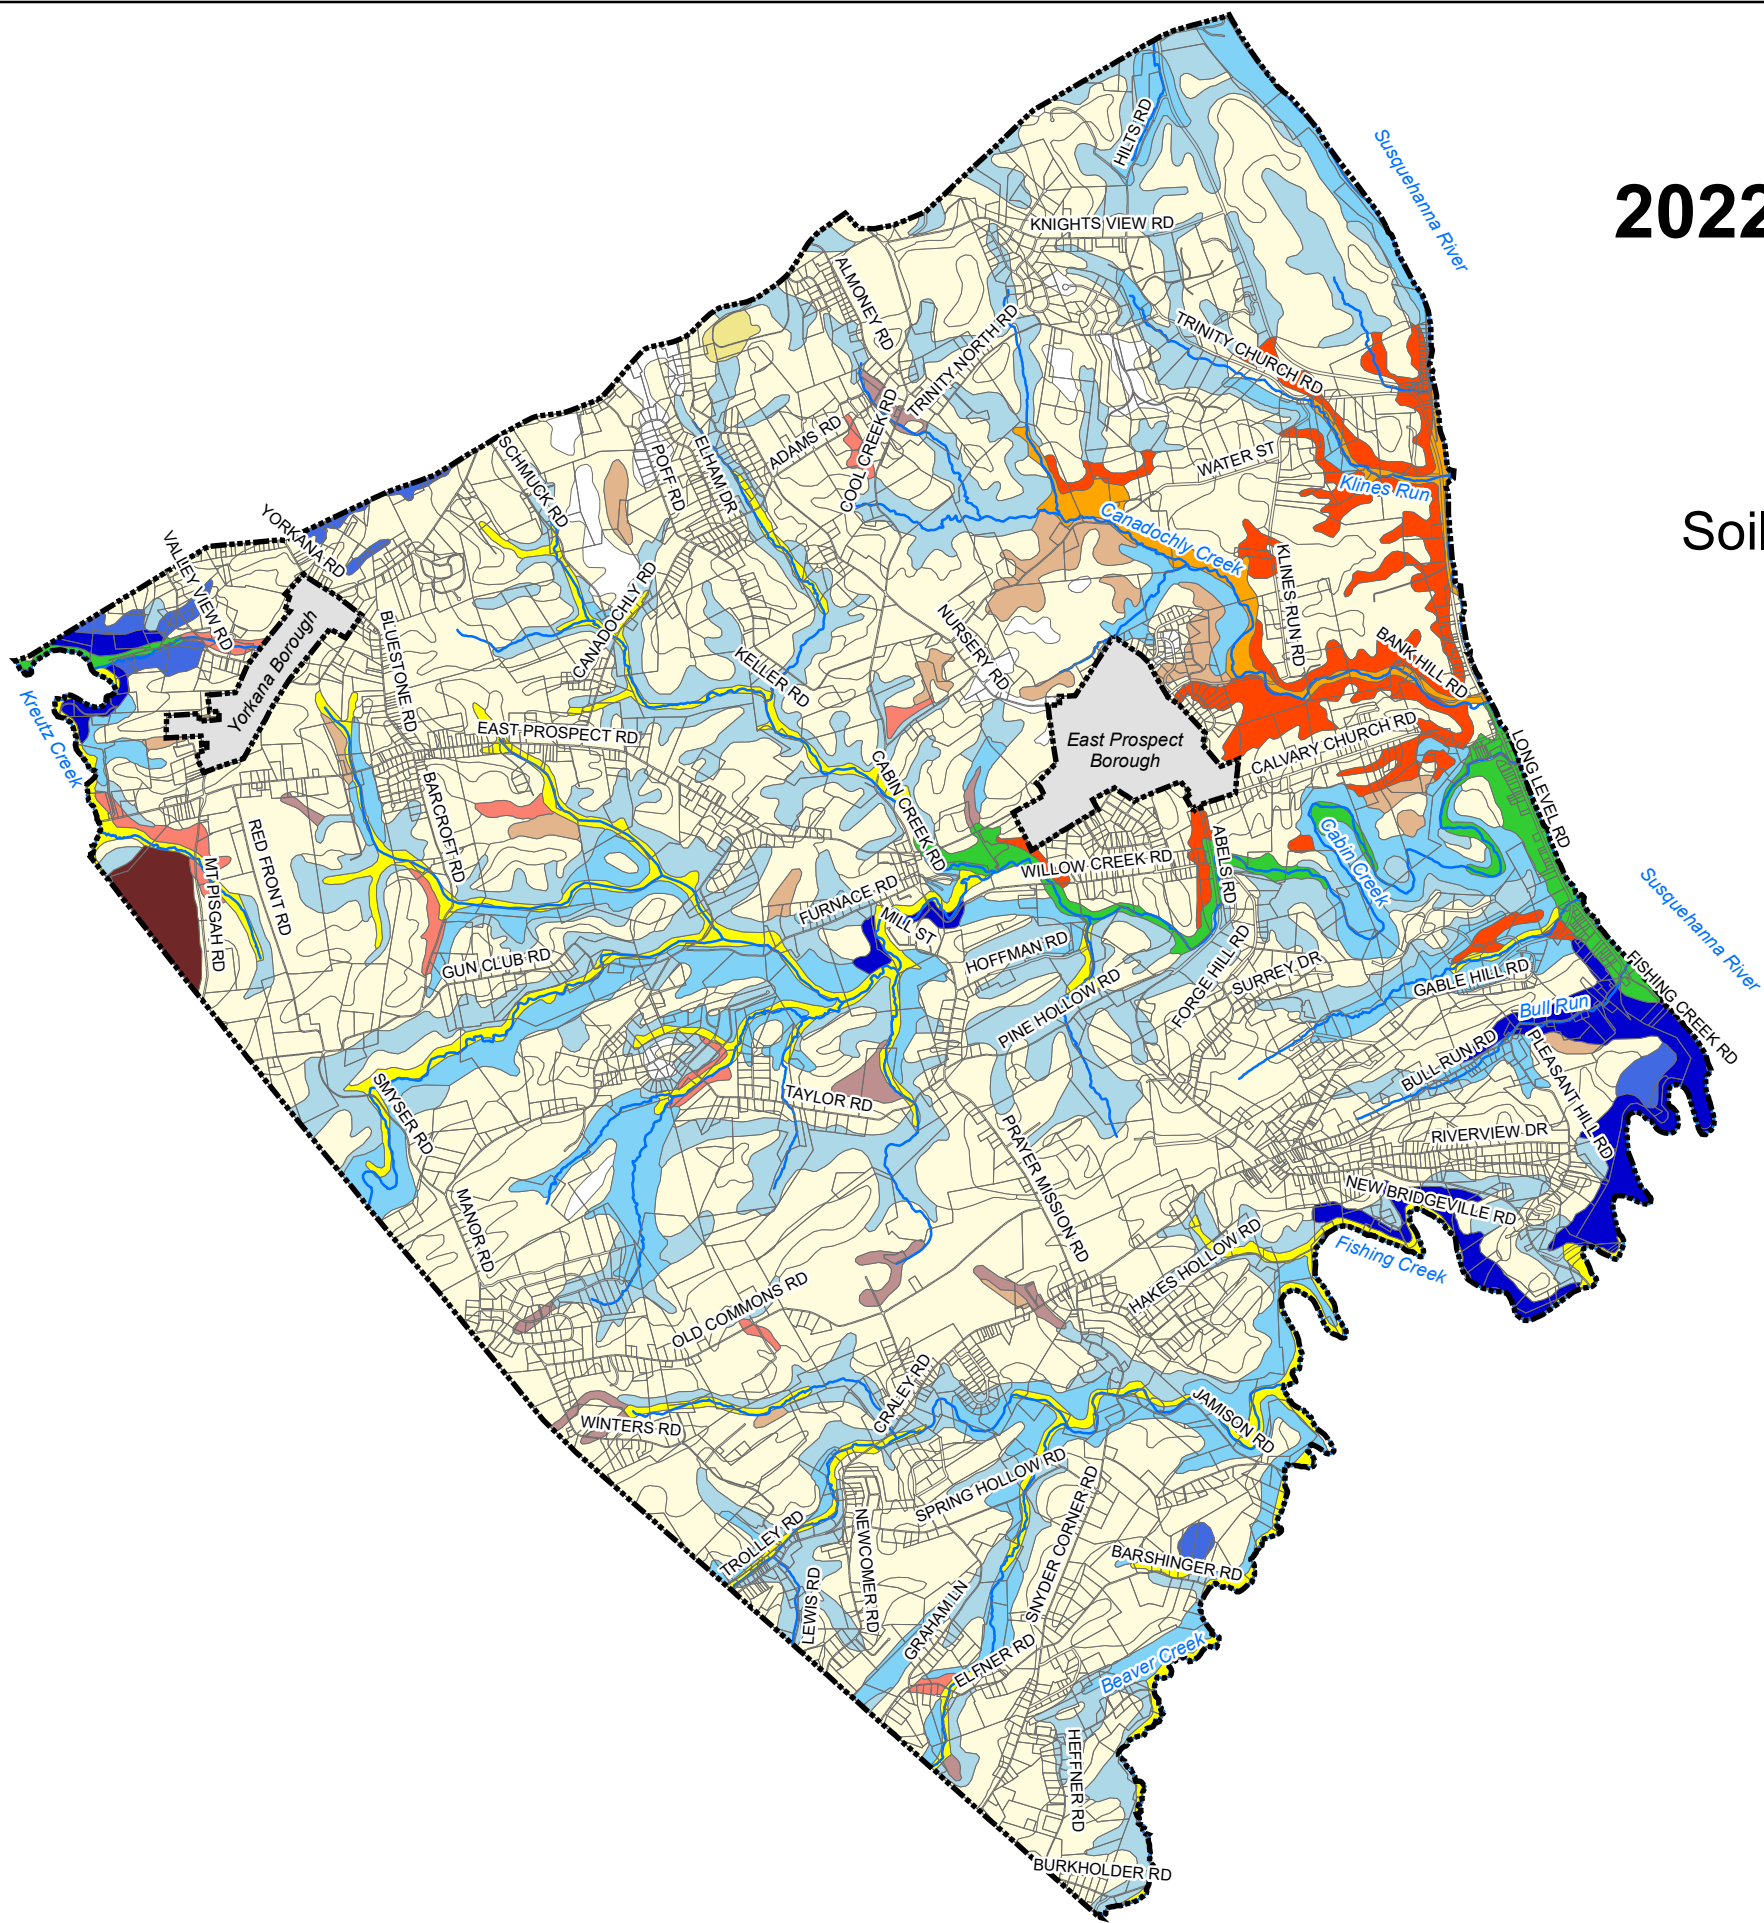 HILTS RD
Susquehanna River
2022
KNIGHTS VIEW RD
ALMONEY RD
TRINITY NORTH RD
TRINITY CHURCH RD
SCHMUCK RD
POFF RD
ELHAM DR
ADAMS RD
COOL CREEK RD
WATER ST
Klines Run
Soil
YORKANA RD
VALLEY VIEW RD
Canadochly Creek
KLINES RUN RD
CANADOCHLY RD
NURSERY RD
BANK HILL RD
Yorkana Borough
BLUESTONE RD
KELLER RD
Kreutz Creek
EAST PROSPECT RD
East Prospect
Borough
CALVARY CHURCH RD
LONG LEVEL RD
BARCROFT RD
CABIN CREEK RD
RED FRONT RD
MT PISGAH RD
WILLOW CREEK RD
ABELS RD
Cabin Creek
FURNACE RD
MILL ST
Susquehanna River
GUN CLUB RD
HOFFMAN RD
PINE HOLLOW RD
FORGE HILL RD
SURREY DR
GABLE HILL RD
FISHING CREEK RD
Bull Run
BULL RUN RD
PLEASANT HILL RD
SMYSER RD
TAYLOR RD
PRAYER MISSION RD
RIVERVIEW DR
NEW BRIDGEVILLE RD
MANOR RD
HAKES HOLLOW RD
Fishing Creek
OLD COMMONS RD
WINTERS RD
CRALEY RD
JAMISON RD
SPRING HOLLOW RD
TROLLEY RD
NEWCOMER RD
SNYDER CORNER RD
BARSHINGER RD
LEWIS RD
GRAHAM LN
ELFNER RD
Beaver Creek
HEFFNER RD
BURKHOLDER RD